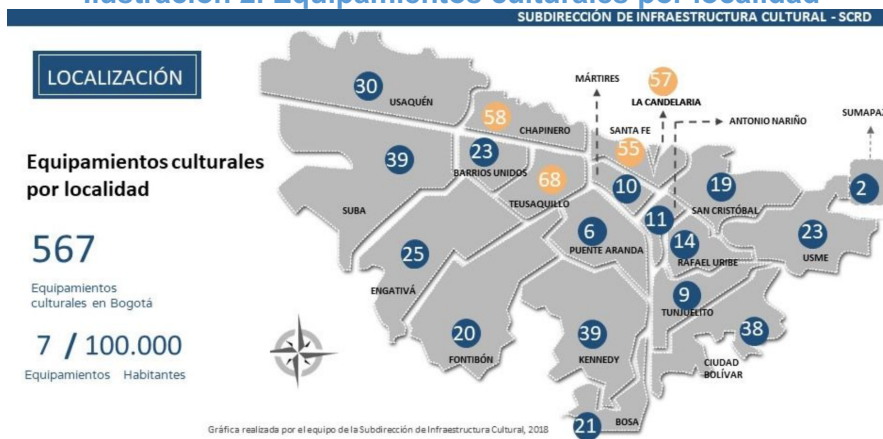 Ilustración 2. Equipamientos culturales por localidad
SUBDIRECCIÓN DE INFRAESTRUCTURA CULTURAL - SCRD
LOCALIZACIÓN
Equipamientos culturales
por localidad
567
Equipamientos
culturales en Bogotá
7 / 100.000
Equipamientos Habitantes
30
USAQUÉN
58
CHAPINERO
MÁRTIRES
57
LA CANDELARIA
SANTA FE
55
ANTONIO NARIÑO
SUMAPAZ
2
39
SUBA
23
BARRIOS UNIDOS
68
TEUSAQUILLO
10
19
SAN CRISTÓBAL
11
6
PUENTE ARANDA
14
RAFAEL URIBE
23
USME
25
ENGATIVÁ
9
TUNJUELITO
20
FONTIBÓN
39
KENNEDY
38
CIUDAD
BOLÍVAR
21
BOSA
Gráfica realizada por el equipo de la Subdirección de Infraestructura Cultural, 2018